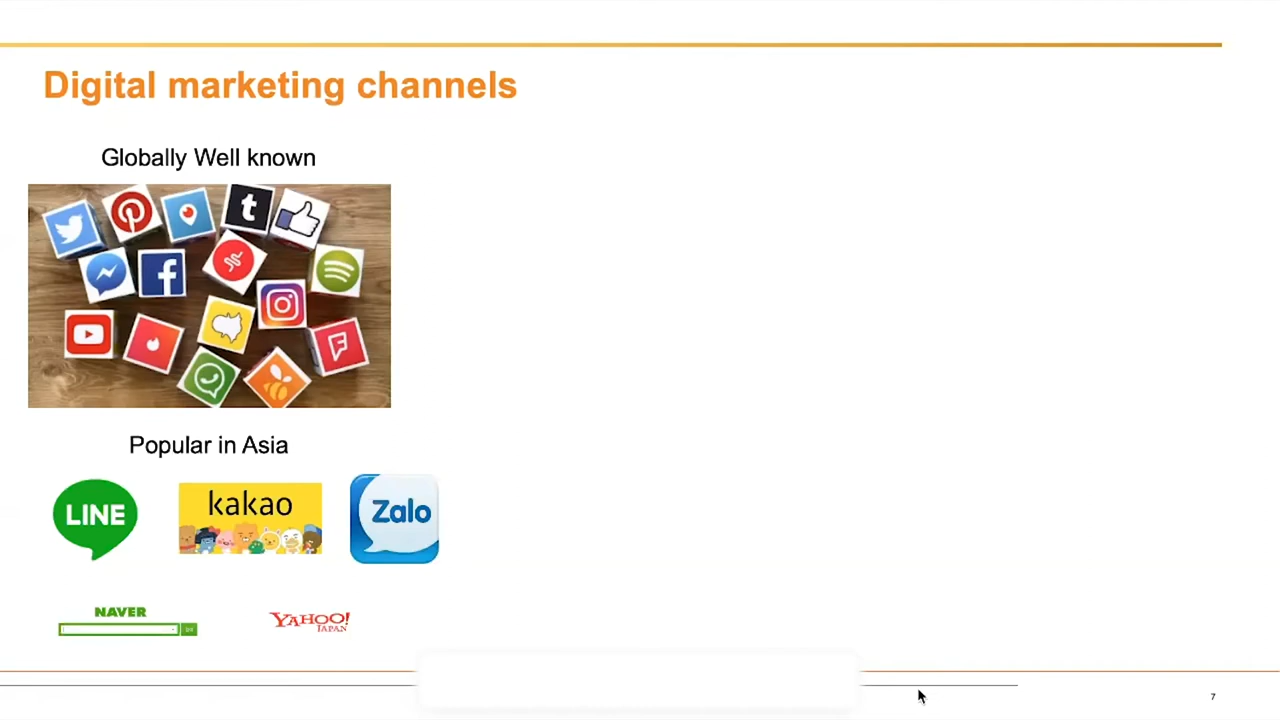 Digital marketing channels
Globally Well known
t
f
Popular in Asia
LINE
kakao
Zalo
NAVER
YAHOO!
JAPAN
7